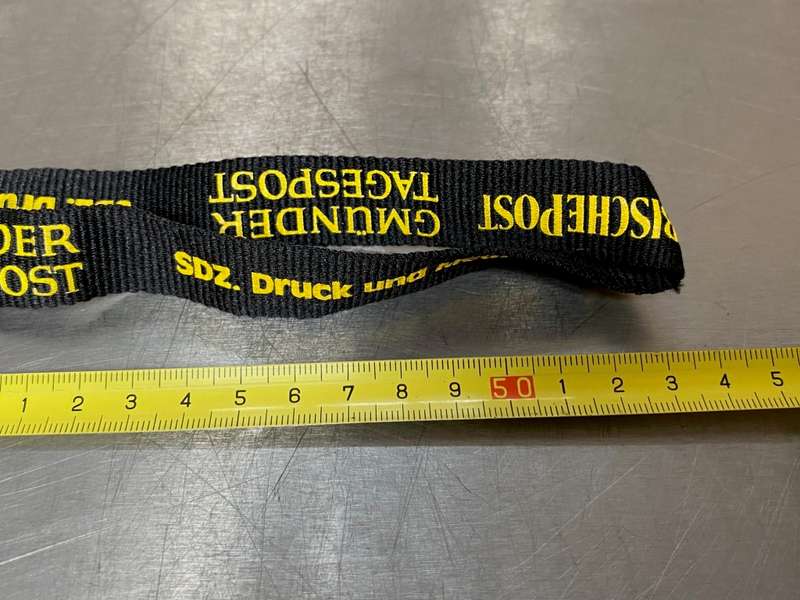 GMÜNDER
TAGESPOST
RISCHEPOST
SDZ. Druck und
SDZ.
DER
OST
1 2 3 4 5 6 7 8 9 50 1 2 3 4 5